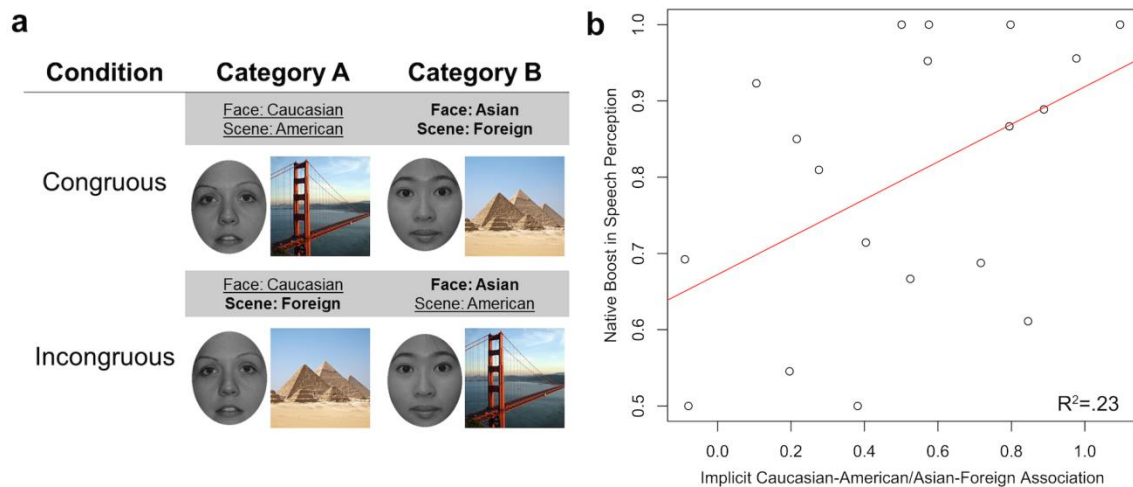 a
Condition Category A Category B
Face: Caucasian Face: Asian
Scene: American Scene: Foreign
Congruous
Face: Caucasian Face: Asian
Scene: Foreign Scene: American
Incongruous
b
Native Boost in Speech Perception
1.0
0.9
0.8
0.7
0.6
0.5
R²=.23
0.0 0.2 0.4 0.6 0.8 1.0
Implicit Caucasian-American/Asian-Foreign Association